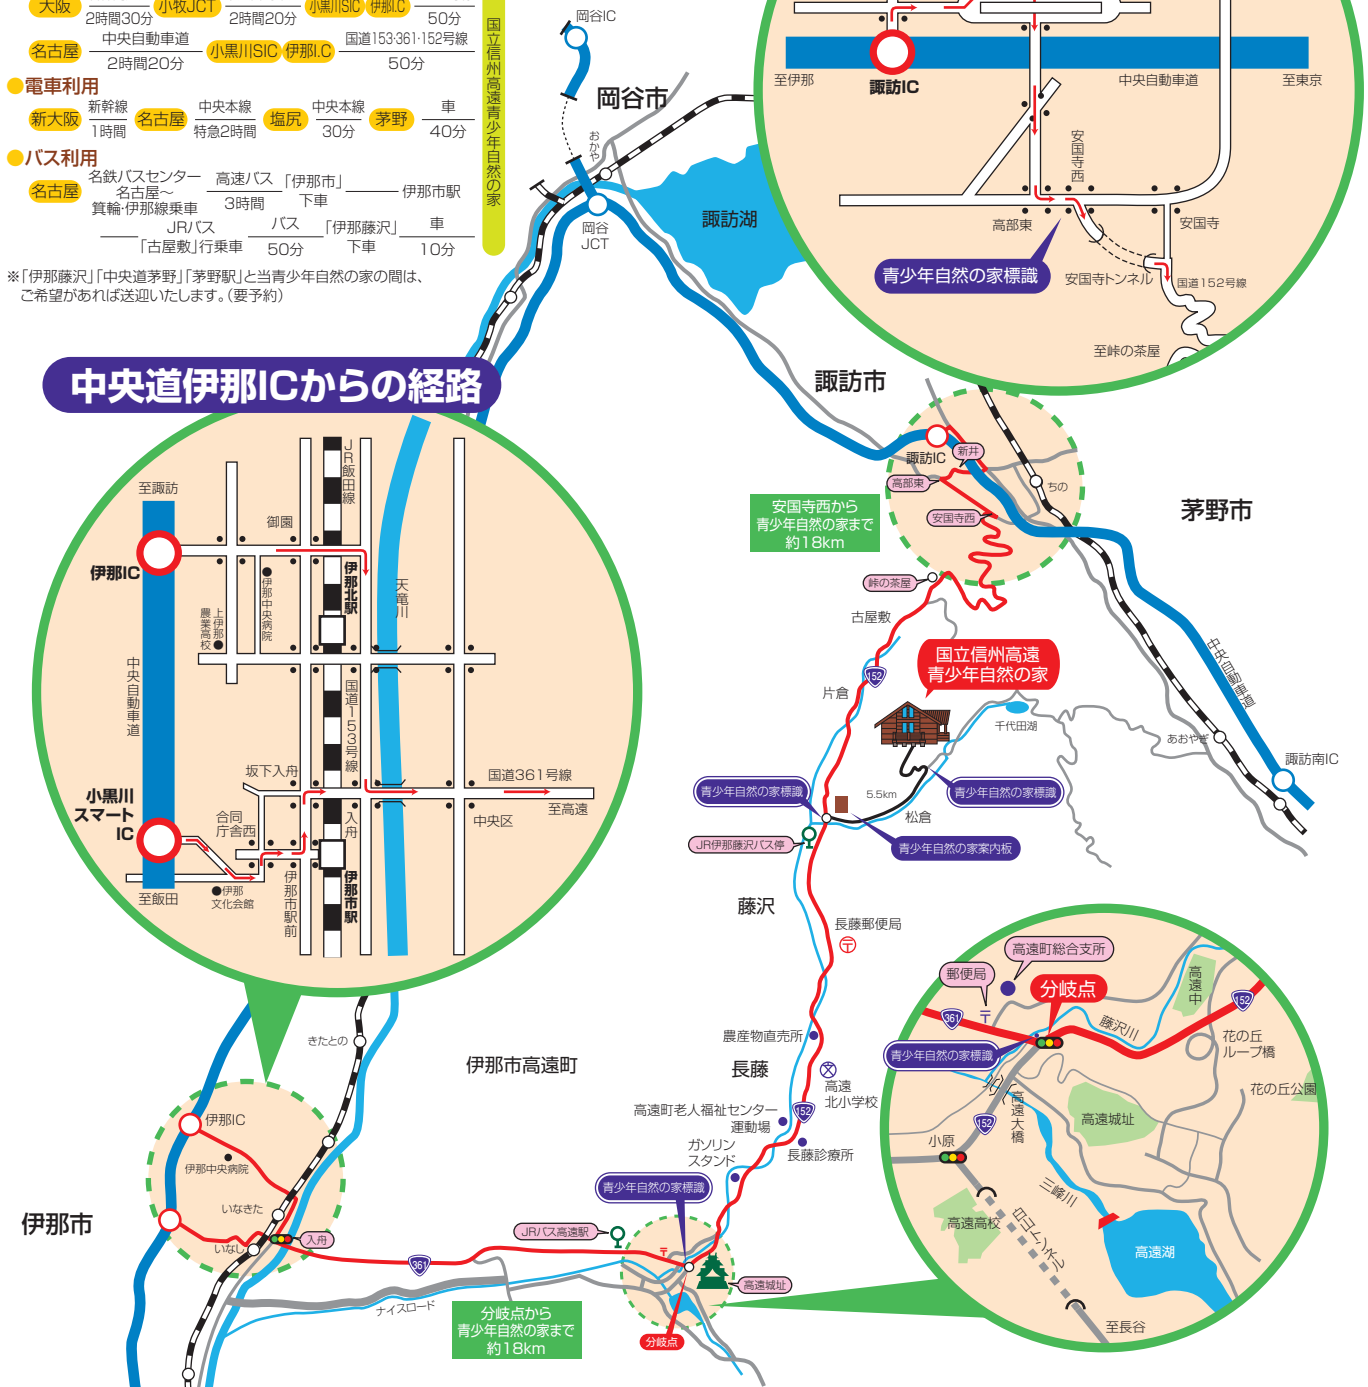 大阪
2時間30分
小牧JCT
2時間20分
小黒川SIC
伊那I.C
50分
名古屋
中央自動車道
2時間20分
小黒川SIC
伊那I.C
国道153・361・152号線
50分
●電車利用
新大阪
新幹線
1時間
名古屋
中央本線
特急2時間
塩尻
中央本線
30分
茅野
車
40分
●バス利用
名古屋
名鉄バスセンター
名古屋〜
箕輪・伊那線乗車
高速バス
3時間
「伊那市」
下車
伊那市駅
JRバス
「古屋敷」行乗車
バス
50分
「伊那藤沢」
下車
車
10分
※「伊那藤沢」「中央道茅野」「茅野駅」と当青少年自然の家の間は、
ご希望があれば送迎いたします。(要予約)
国立信州高遠青少年自然の家
岡谷IC
岡谷市
おかや
岡谷
JCT
諏訪湖
至伊那
諏訪IC
中央自動車道
至東京
安国寺西
高部東
安国寺
青少年自然の家標識
安国寺トンネル
国道152号線
至峠の茶屋
中央道伊那ICからの経路
至諏訪
御園
JR飯田線
伊那IC
伊那中央病院
上伊那
農業高校
伊那北駅
天竜川
中央自動車道
国道153号線
坂下入舟
国道361号線
小黒川
スマート
IC
合同
庁舎西
入舟
中央区
至高遠
至飯田
伊那
文化会館
伊那市駅前
伊那市駅
諏訪市
諏訪IC
新井
高部東
安国寺西
ちの
茅野市
安国寺西から
青少年自然の家まで
約18km
峠の茶屋
古屋敷
国立信州高遠
青少年自然の家
152
片倉
千代田湖
中央自動車道
あおやぎ
諏訪南IC
青少年自然の家標識
5.5km
青少年自然の家標識
松倉
JR伊那藤沢バス停
青少年自然の家案内板
藤沢
長藤郵便局
〒
農産物直売所
長藤
文
高遠
北小学校
高遠町老人福祉センター
運動場
152
長藤診療所
ガソリン
スタンド
伊那市高遠町
きたとの
伊那IC
伊那中央病院
いなきた
いなし
入舟
伊那市
青少年自然の家標識
JRバス高遠駅
361
〒
高遠城址
ナイスロード
分岐点から
青少年自然の家まで
約18km
分岐点
高遠町総合支所
郵便局
分岐点
高遠中
361
〒
152
藤沢川
花の丘
ループ橋
青少年自然の家標識
花の丘公園
高遠大橋
高遠城址
152
小原
三峰川
高遠高校
白山トンネル
高遠湖
至長谷